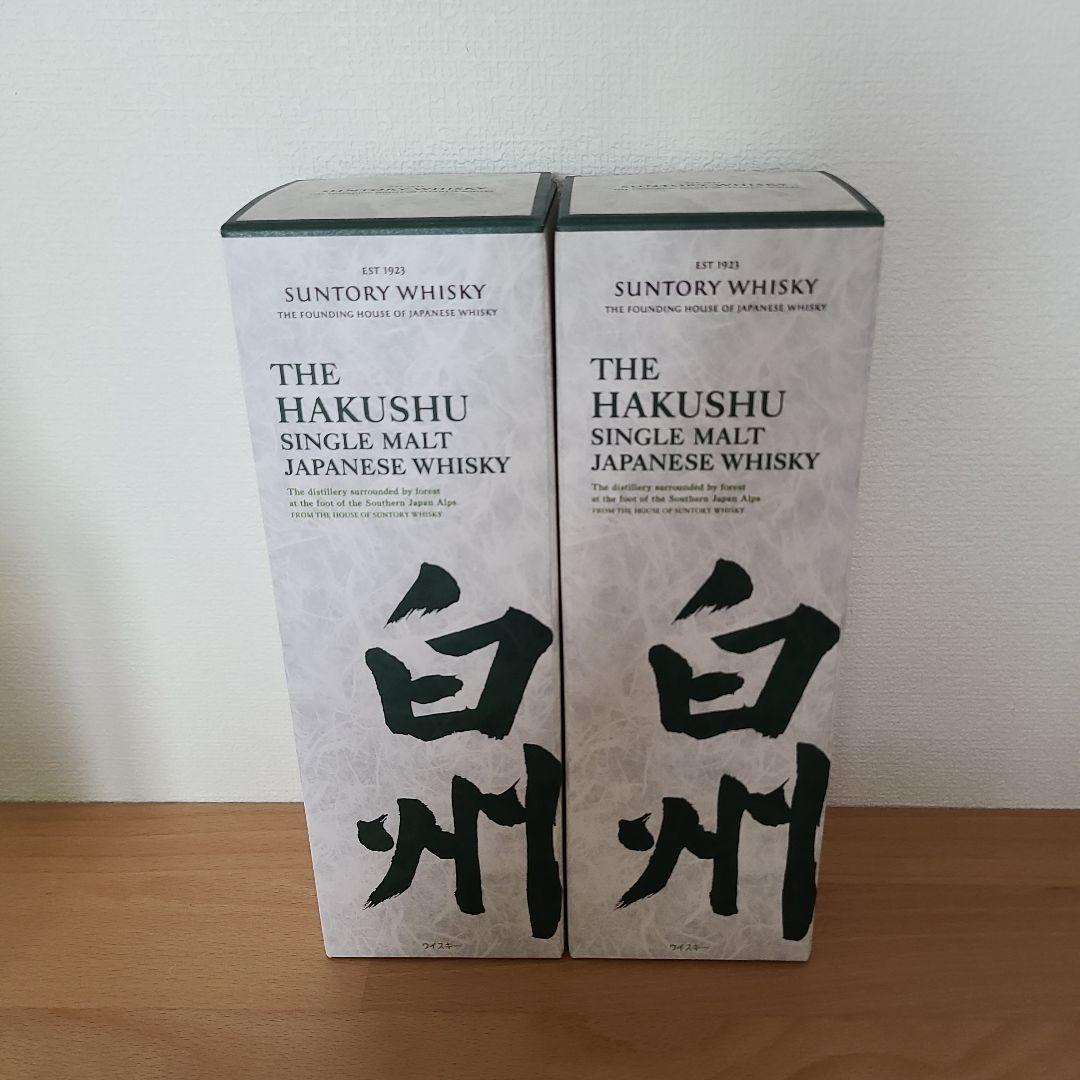 SUNTORY WHISKY
EST 1923
SUNTORY WHISKY
THE FOUNDING HOUSE OF JAPANESE WHISKY
THE
HAKUSHU
SINGLE MALT
JAPANESE WHISKY
The distillery surrounded by forest
at the foot of the Southern Japan Alps
FROM THE HOUSE OF SUNTORY WHISKY
白州
ウイスキー
SUNTORY WHISKY
EST 1923
SUNTORY WHISKY
THE FOUNDING HOUSE OF JAPANESE WHISKY
THE
HAKUSHU
SINGLE MALT
JAPANESE WHISKY
The distillery surrounded by forest
at the foot of the Southern Japan Alps
FROM THE HOUSE OF SUNTORY WHISKY
白州
ウイスキー